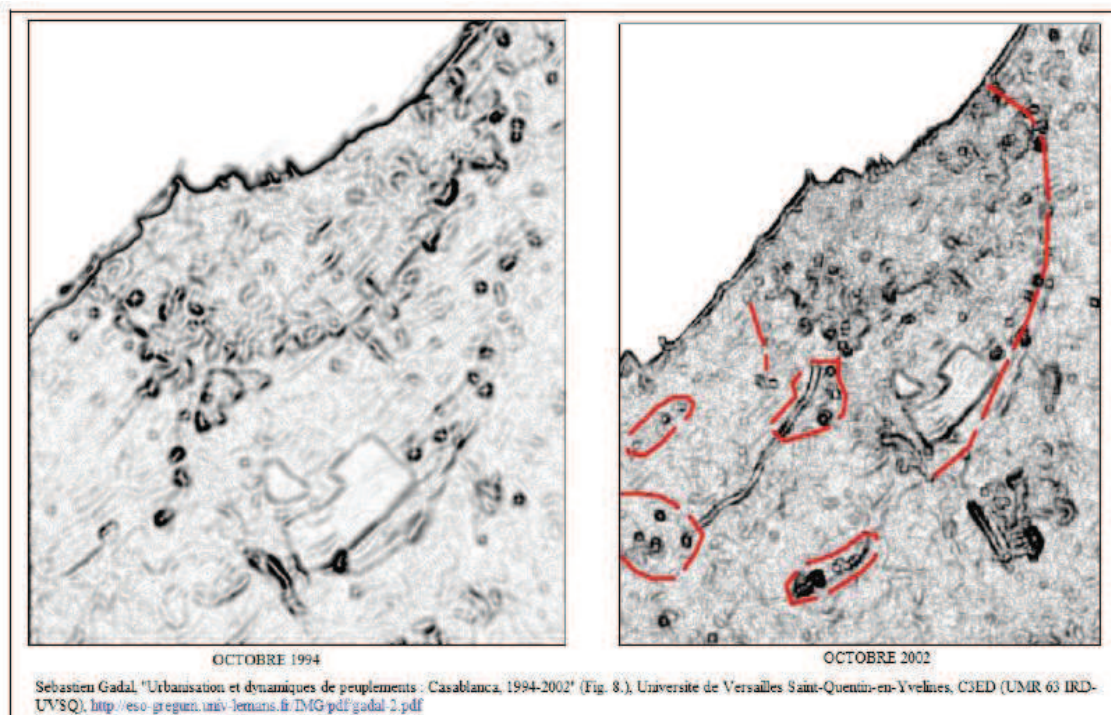 OCTOBRE 1994
OCTOBRE 2002
Sébastien Gadal, "Urbanisation et dynamiques de peuplements : Casablanca, 1994-2002" (Fig. 8.), Université de Versailles Saint-Quentin-en-Yvelines, C3ED (UMR 63 IRD-
UVSQ), http://eso-gregum.univ-lemans.fr/IMG/pdf/gadal-2.pdf